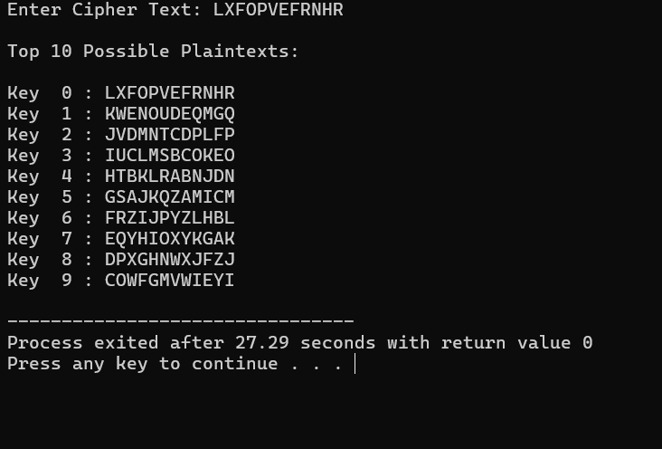 Enter Cipher Text: LXFOPVEFRNHR
Top 10 Possible Plaintexts:
Key  0 : LXFOPVEFRNHR
Key  1 : KWENOUDEQMGQ
Key  2 : JVDMNTCDPLFP
Key  3 : IUCLMSBCOKEO
Key  4 : HTBKLRABNJDN
Key  5 : GSAJKQZAMICM
Key  6 : FRZIJPYZLHBL
Key  7 : EQYHIOXYKGAK
Key  8 : DPXGHNWXJFZJ
Key  9 : COWFGMVWIEYI
--------------------------------
Process exited after 27.29 seconds with return value 0
Press any key to continue . . .